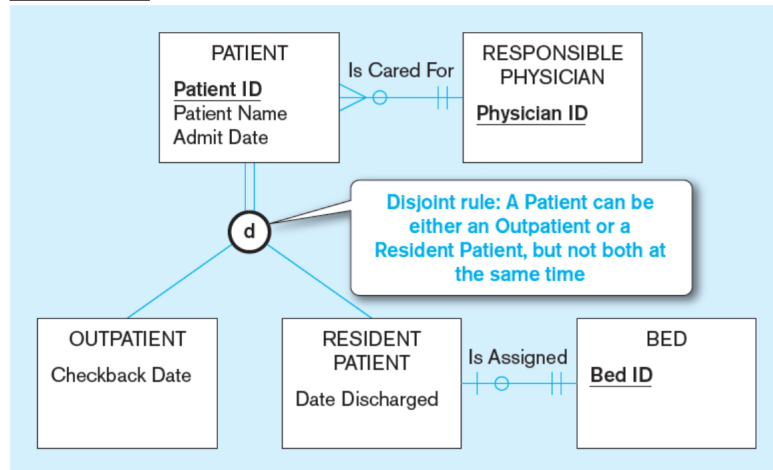 PATIENT
Patient ID
Patient Name
Admit Date
Is Cared For
RESPONSIBLE
PHYSICIAN
Physician ID
d
Disjoint rule: A Patient can be
either an Outpatient or a
Resident Patient, but not both at
the same time
OUTPATIENT
Checkback Date
RESIDENT
PATIENT
Date Discharged
Is Assigned
BED
Bed ID